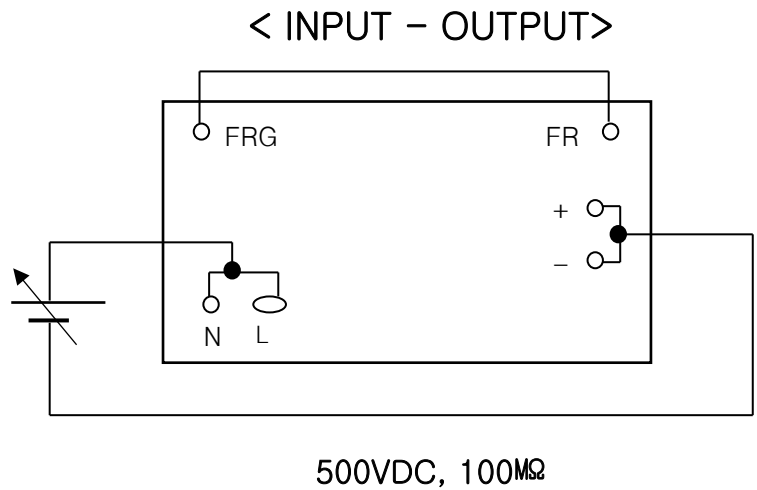 < INPUT - OUTPUT>
FRG FR
+
-
N L
500VDC, 100MΩ